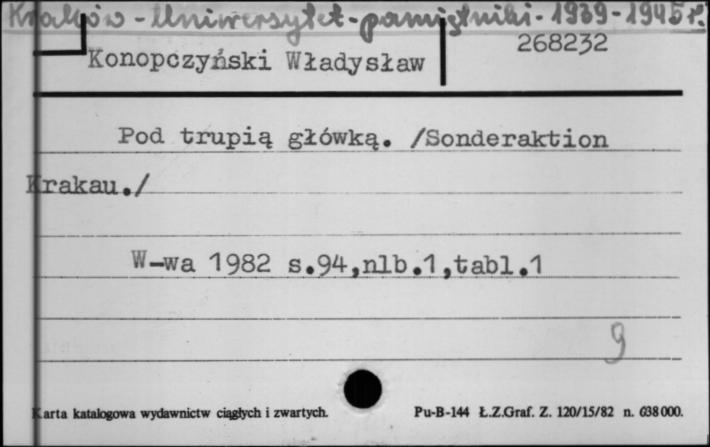 Kraków - Uniwersytet - pamiętniki - 1939 - 1945 r.
268232
Konopczyński Władysław
Pod trupią główką. /Sonderaktion
Krakau./
W-wa 1982 s.94,nlb.1,tabl.1
9
Karta katalogowa wydawnictw ciągłych i zwartych. Pu-B-144 Ł.Z.Graf. Z. 120/15/82 n. 638 000.